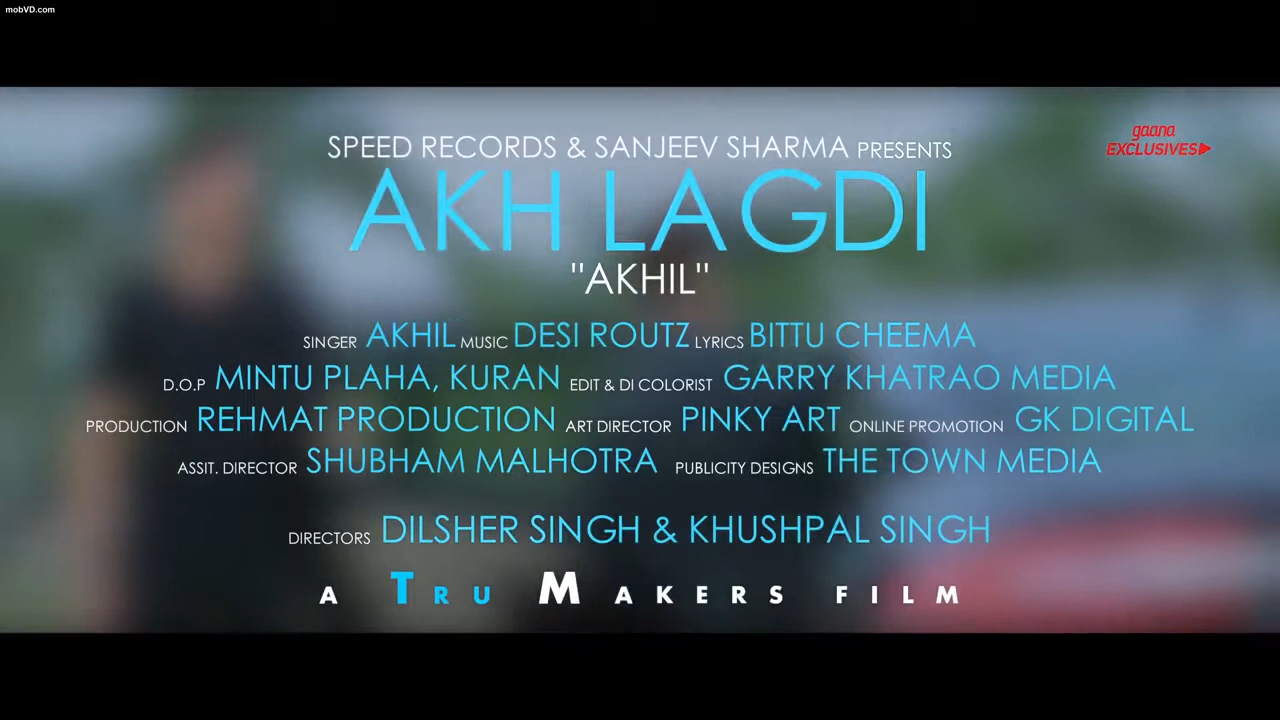 mobVD.com
gaana
EXCLUSIVES
SPEED RECORDS & SANJEEV SHARMA PRESENTS
AKH LAGDI
"AKHIL"
SINGER AKHIL MUSIC DESI ROUTZ LYRICS BITTU CHEEMA
D.O.P MINTU PLAHA, KURAN EDIT & DI COLORIST GARRY KHATRAO MEDIA
PRODUCTION REHMAT PRODUCTION ART DIRECTOR PINKY ART ONLINE PROMOTION GK DIGITAL
ASSIT. DIRECTOR SHUBHAM MALHOTRA PUBLICITY DESIGNS THE TOWN MEDIA
DIRECTORS DILSHER SINGH & KHUSHPAL SINGH
A TRU MAKERS FILM